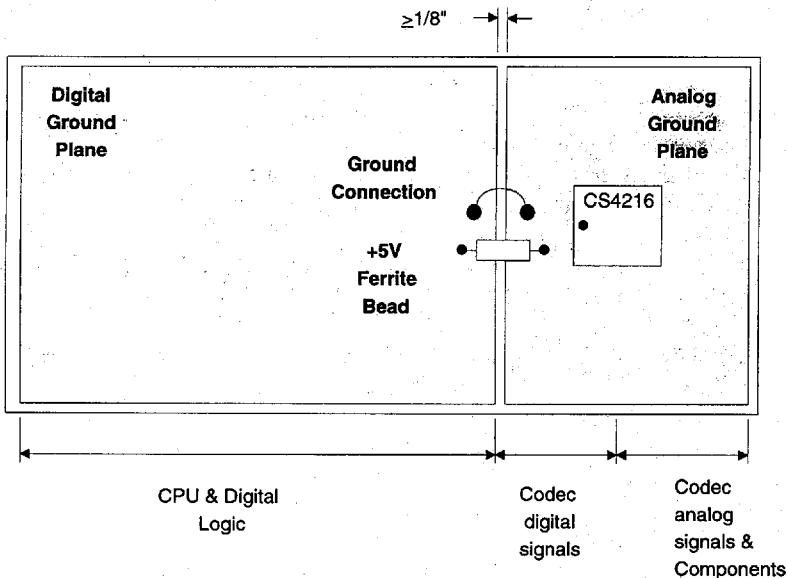 ≥1/8"
Digital
Ground
Plane
Analog
Ground
Plane
Ground
Connection
CS4216
+5V
Ferrite
Bead
CPU & Digital
Logic
Codec
digital
signals
Codec
analog
signals &
Components